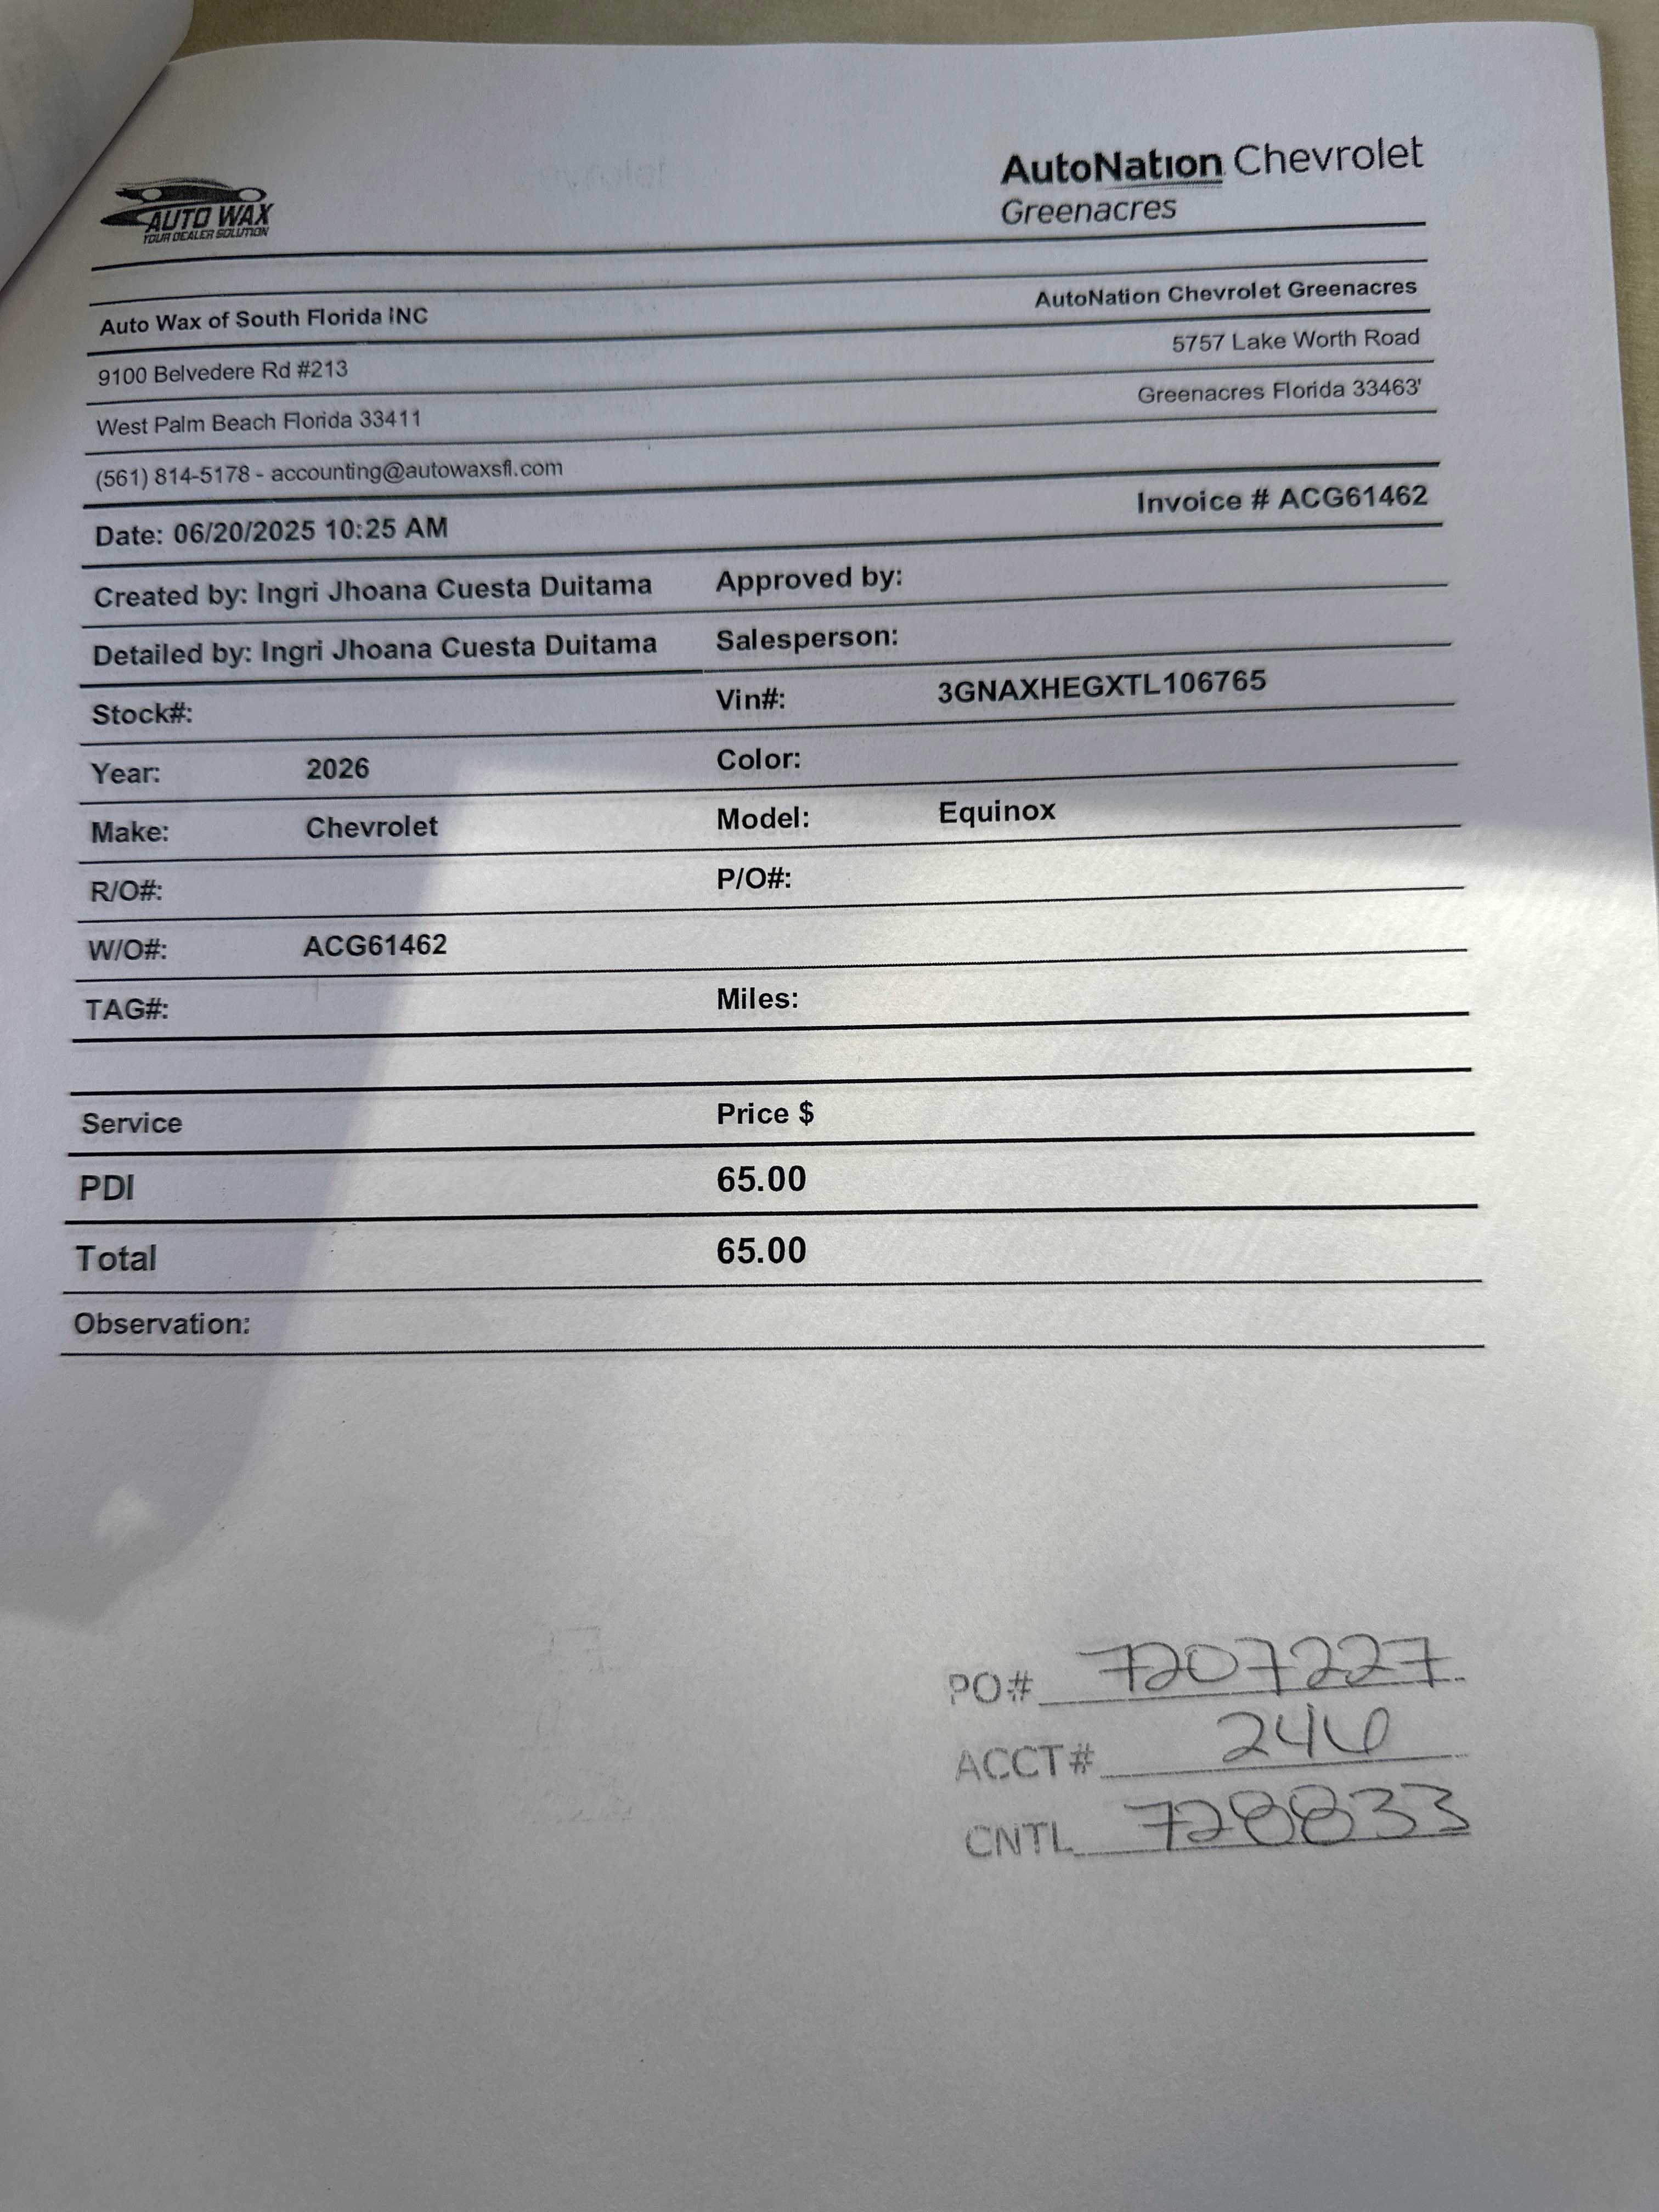 AUTO WAX
YOUR DEALER SOLUTION
AutoNation Chevrolet
Greenacres
Auto Wax of South Florida INC
AutoNation Chevrolet Greenacres
9100 Belvedere Rd #213
5757 Lake Worth Road
West Palm Beach Florida 33411
Greenacres Florida 33463'
(561) 814-5178 - accounting@autowaxsfl.com
Date: 06/20/2025 10:25 AM
Invoice # ACG61462
Created by: Ingri Jhoana Cuesta Duitama Approved by:
Detailed by: Ingri Jhoana Cuesta Duitama Salesperson:
Stock#: Vin#: 3GNAXHEGXTL106765
Year: 2026 Color:
Make: Chevrolet Model: Equinox
R/O#: P/O#:
W/O#: ACG61462
TAG#: Miles:
Service Price $
PDI 65.00
Total 65.00
Observation:
PO# 7207227
ACCT# 246
CNTL 728833